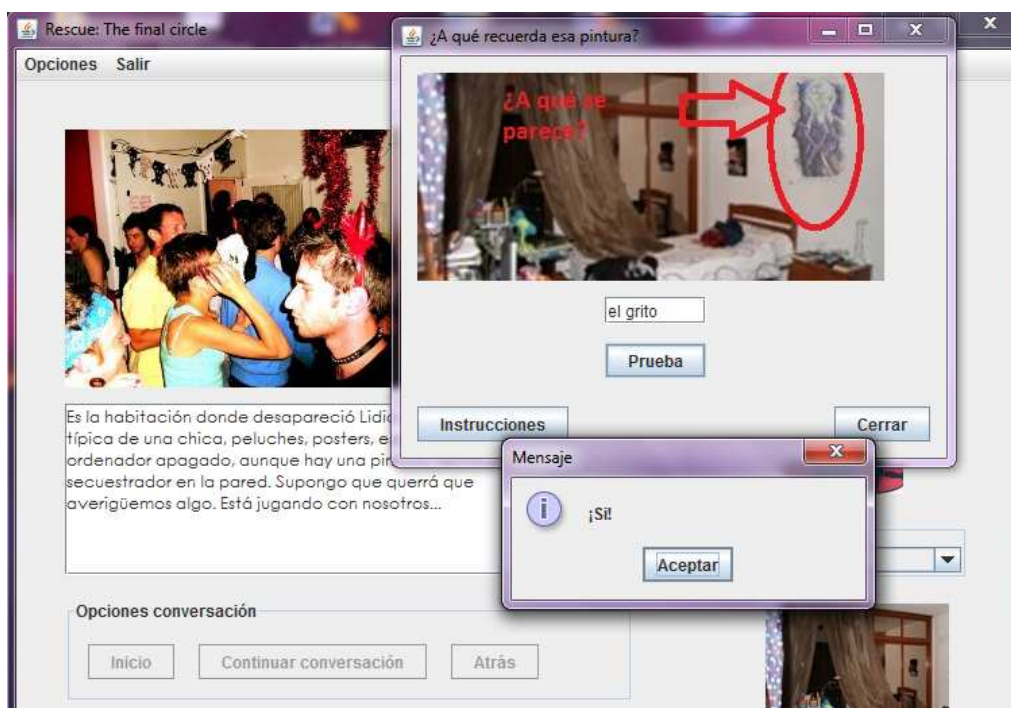 Rescue: The final circle
Opciones Salir
¿A qué recuerda esa pintura?
¿A qué se
parece?
el grito
Prueba
Instrucciones
Cerrar
Es la habitación donde desapareció
típica de una chica, peluches, posters,
ordenador apagado, aunque hay una
secuestrador en la pared. Supongo que querrá que
averigüemos algo. Está jugando con nosotros...
Mensaje
¡Si!
Aceptar
Opciones conversación
Inicio
Continuar conversación
Atrás